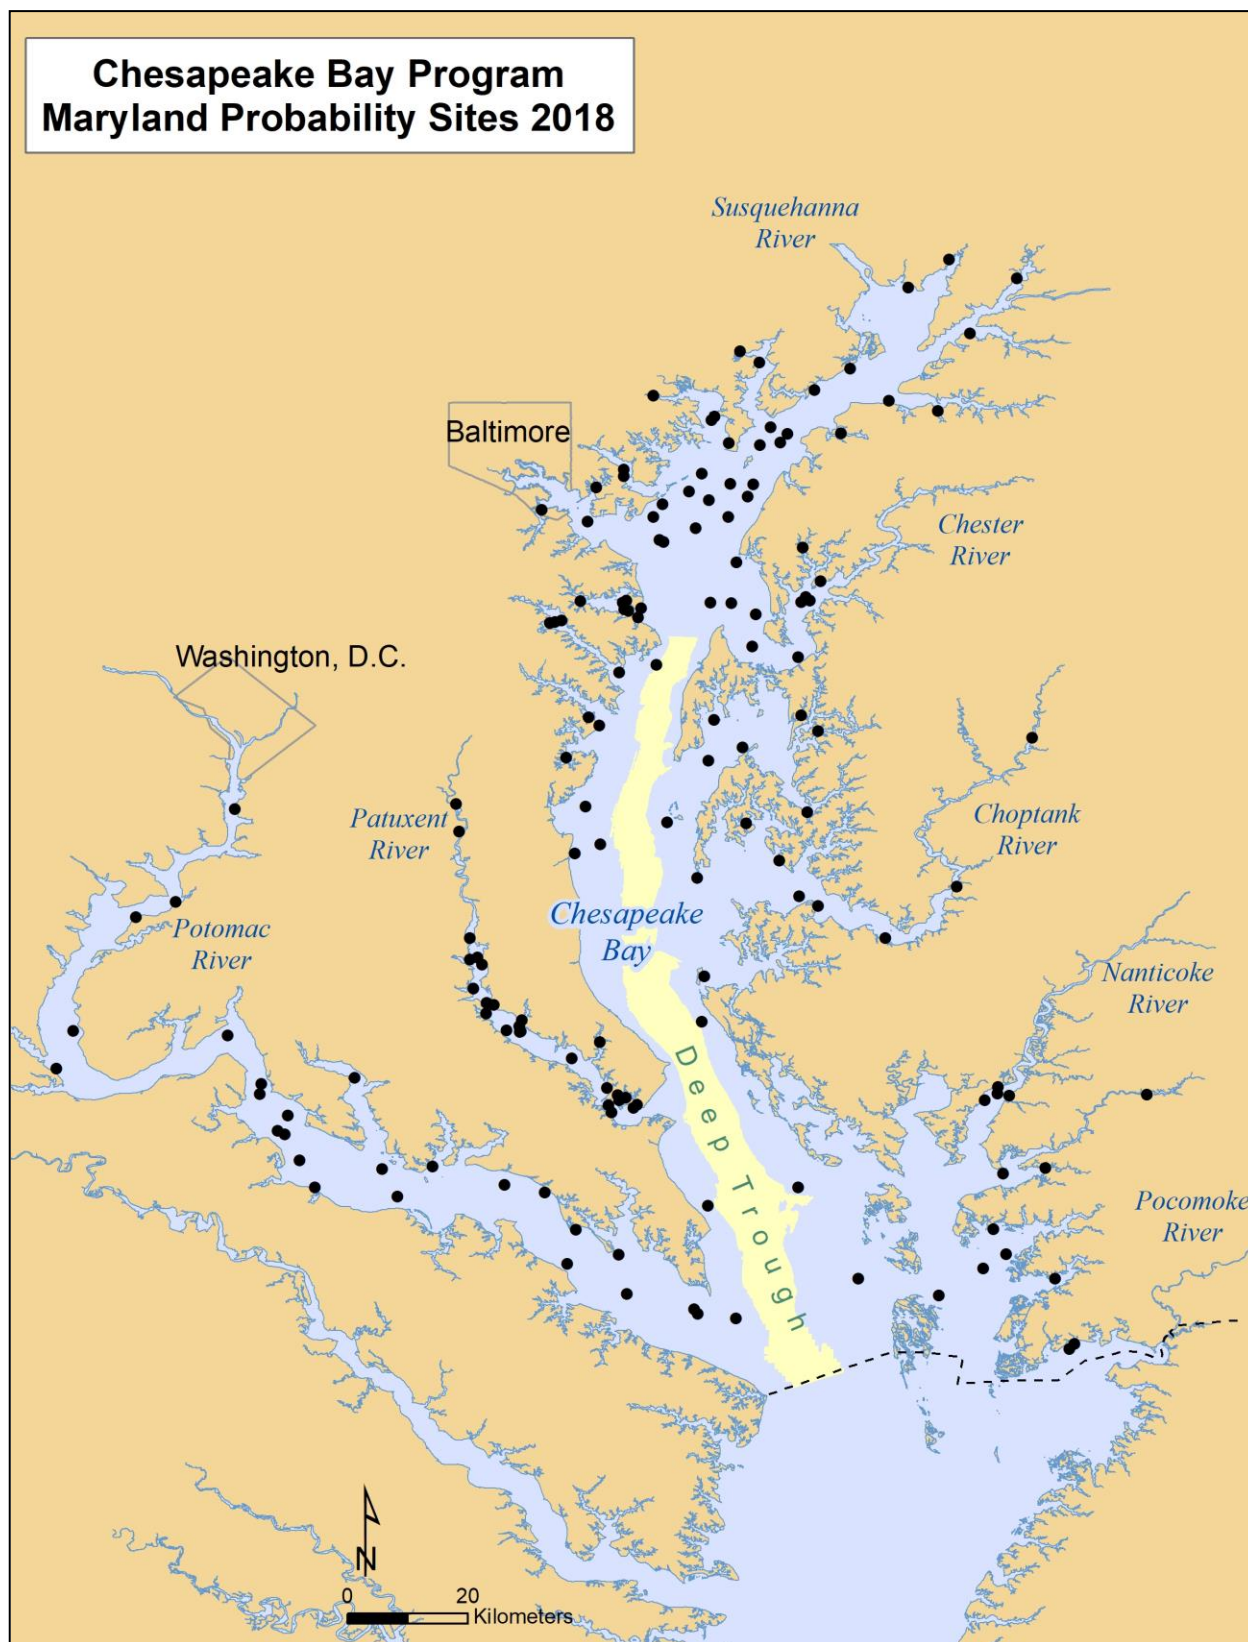 Chesapeake Bay Program
Maryland Probability Sites 2018
Susquehanna
River
Baltimore
Chester
River
Washington, D.C.
Patuxent
River
Choptank
River
Chesapeake
Bay
Potomac
River
Nanticoke
River
Deep Trough
Pocomoke
River
N
0 20
Kilometers